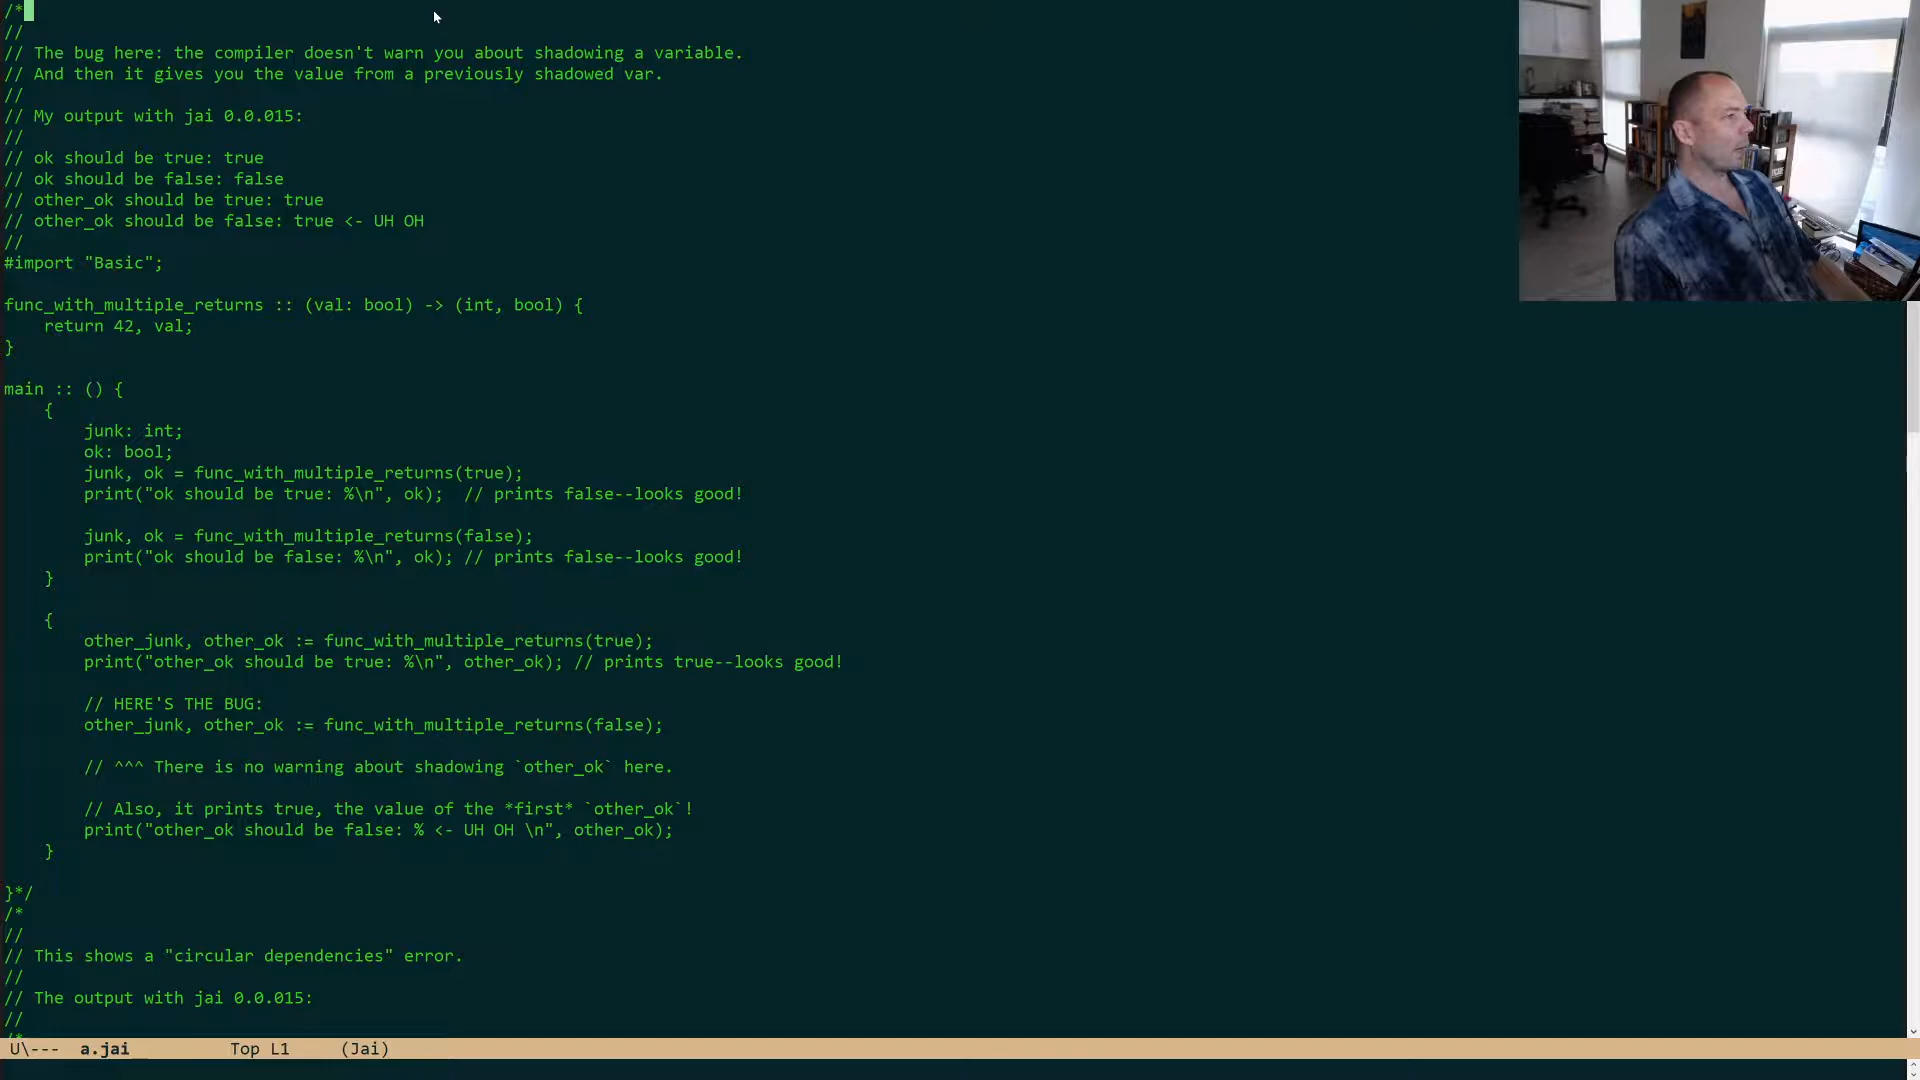 /*
//
// The bug here: the compiler doesn't warn you about shadowing a variable.
// And then it gives you the value from a previously shadowed var.
//
// My output with jai 0.0.015:
//
// ok should be true: true
// ok should be false: false
// other_ok should be true: true
// other_ok should be false: true <- UH OH
//
#import "Basic";
func_with_multiple_returns :: (val: bool) -> (int, bool) {
    return 42, val;
}
main :: () {
    {
        junk: int;
        ok: bool;
        junk, ok = func_with_multiple_returns(true);
        print("ok should be true: %\n", ok);  // prints false--looks good!
        junk, ok = func_with_multiple_returns(false);
        print("ok should be false: %\n", ok); // prints false--looks good!
    }
    {
        other_junk, other_ok := func_with_multiple_returns(true);
        print("other_ok should be true: %\n", other_ok); // prints true--looks good!
        // HERE'S THE BUG:
        other_junk, other_ok := func_with_multiple_returns(false);
        // ^^^ There is no warning about shadowing `other_ok` here.
        // Also, it prints true, the value of the *first* `other_ok`!
        print("other_ok should be false: % <- UH OH \n", other_ok);
    }
}*/
/*
//
// This shows a "circular dependencies" error.
//
// The output with jai 0.0.015:
//
U\--- a.jai Top L1 (Jai)